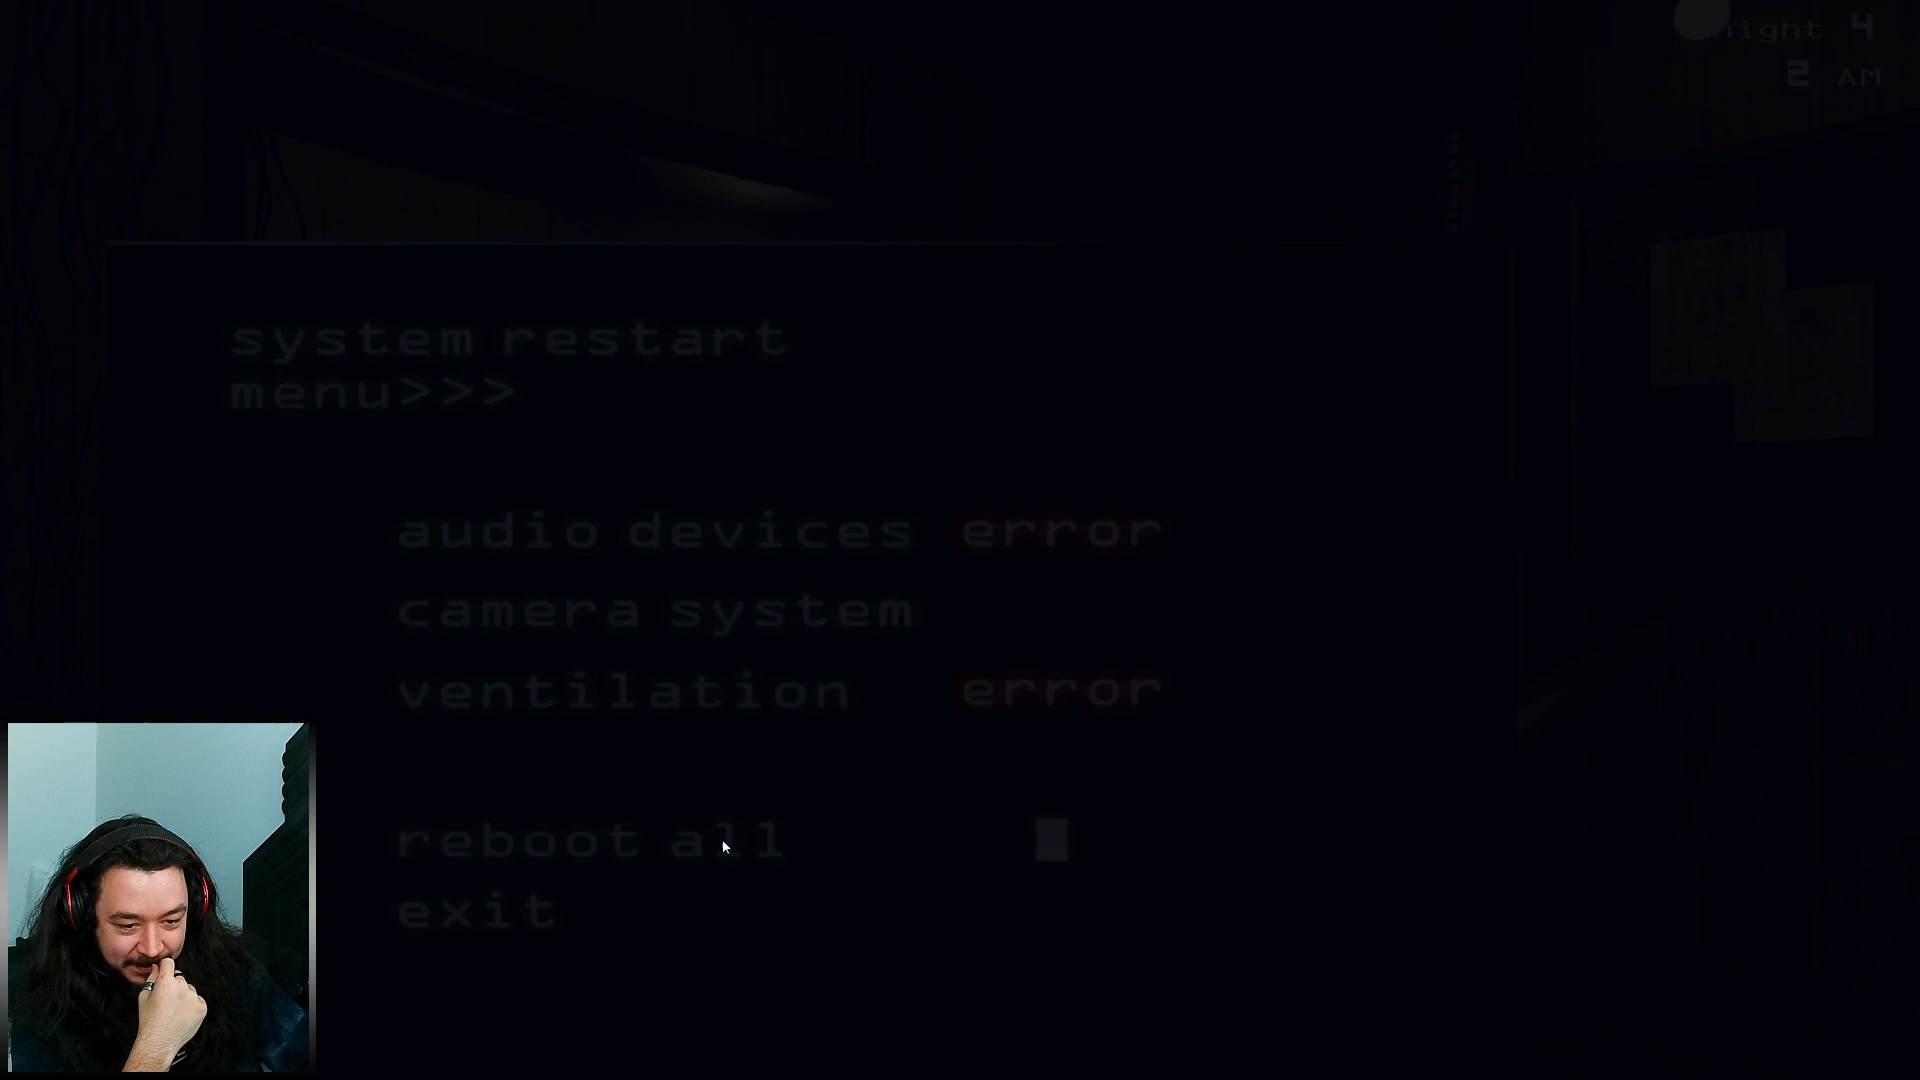 night 4
2 AM
system restart
menu>>>
audio devices error
camera system
ventilation error
reboot all
exit